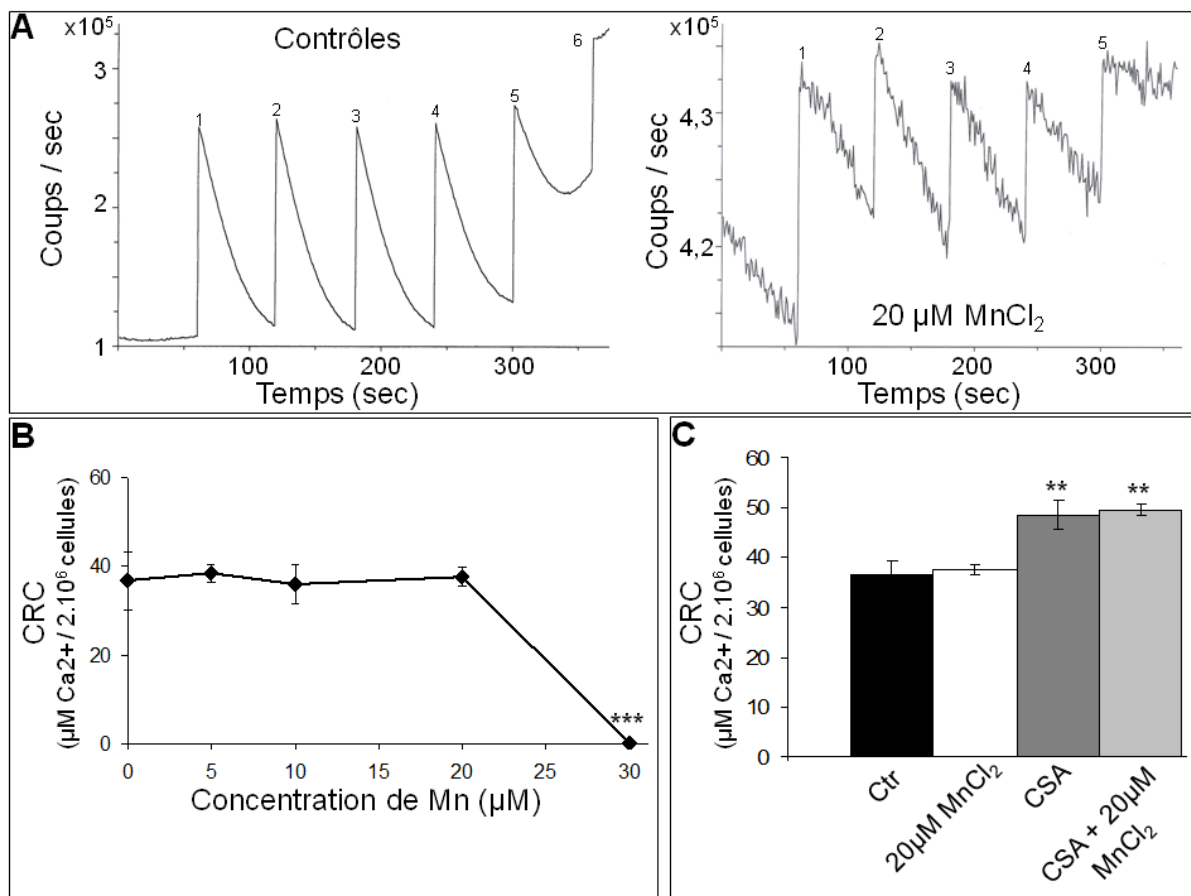 A
x10⁵
Contrôles
1
2
3
4
5
6
3
2
1
Coups / sec
100
200
300
Temps (sec)
x10⁵
1
2
3
4
5
4,3
4,2
Coups / sec
20 µM MnCl₂
100
200
300
Temps (sec)
B
60
40
20
0
CRC
(µM Ca2+ / 2.10⁶ cellules)
***
0
5
10
15
20
25
30
Concentration de Mn (µM)
C
60
50
40
30
20
10
0
CRC
(µM Ca2+ / 2.10⁶ cellules)
**
**
Ctr
20µM MnCl₂
CSA
CSA + 20µM
MnCl₂